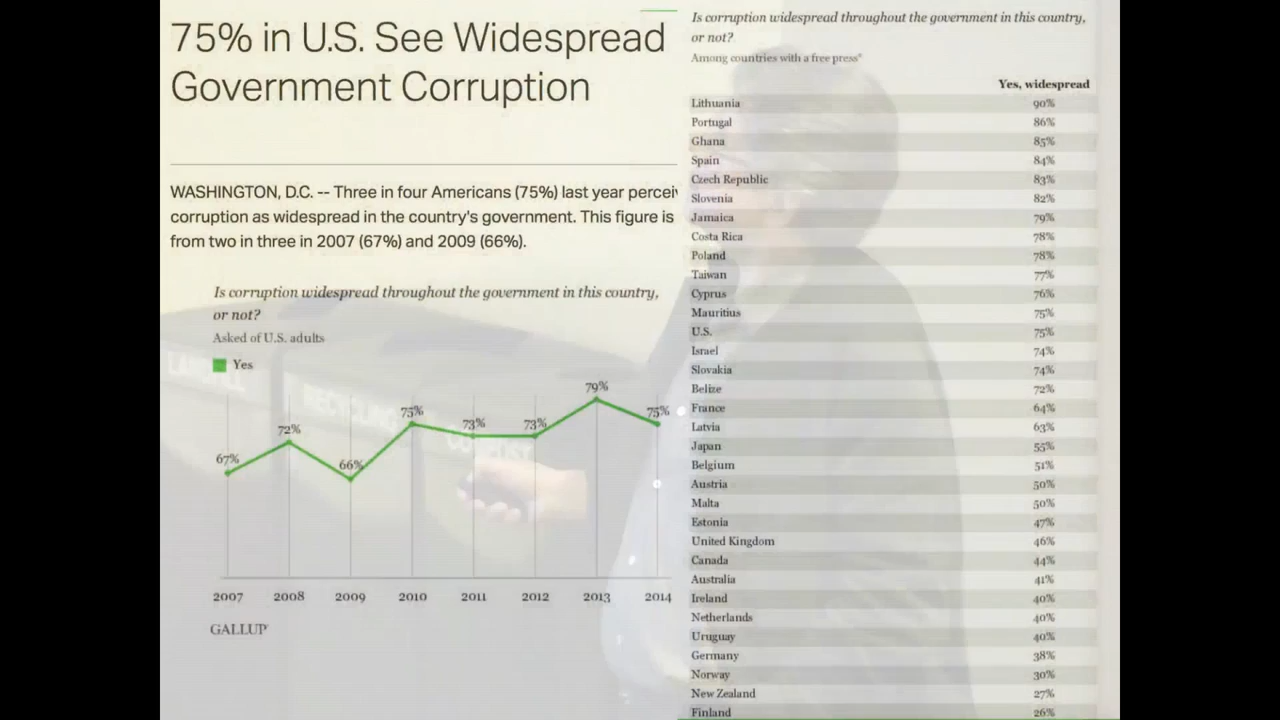 75% in U.S. See Widespread
Government Corruption
WASHINGTON, D.C. -- Three in four Americans (75%) last year
corruption as widespread in the country's government. This figure is
from two in three in 2007 (67%) and 2009 (66%).
Is corruption widespread throughout the government in this country,
or not?
Asked of U.S. adults
Yes
67%
72%
66%
75%
73%
73%
79%
75%
2007 2008 2009 2010 2011 2012 2013 2014
GALLUP
RECYCLING
Is corruption widespread throughout the government in this country,
or not?
Among countries with a free press*
Yes, widespread
Lithuania 90%
Portugal 86%
Ghana 85%
Spain 84%
Czech Republic 83%
Slovenia 82%
Jamaica 79%
Costa Rica 78%
Poland 78%
Taiwan 77%
Cyprus 76%
Mauritius 75%
U.S. 75%
Israel 74%
Slovakia 74%
Belize 72%
France 64%
Latvia 63%
Japan 55%
Belgium 51%
Austria 50%
Malta 50%
Estonia 47%
United Kingdom 46%
Canada 44%
Australia 41%
Ireland 40%
Netherlands 40%
Uruguay 40%
Germany 38%
Norway 30%
New Zealand 27%
Finland 26%